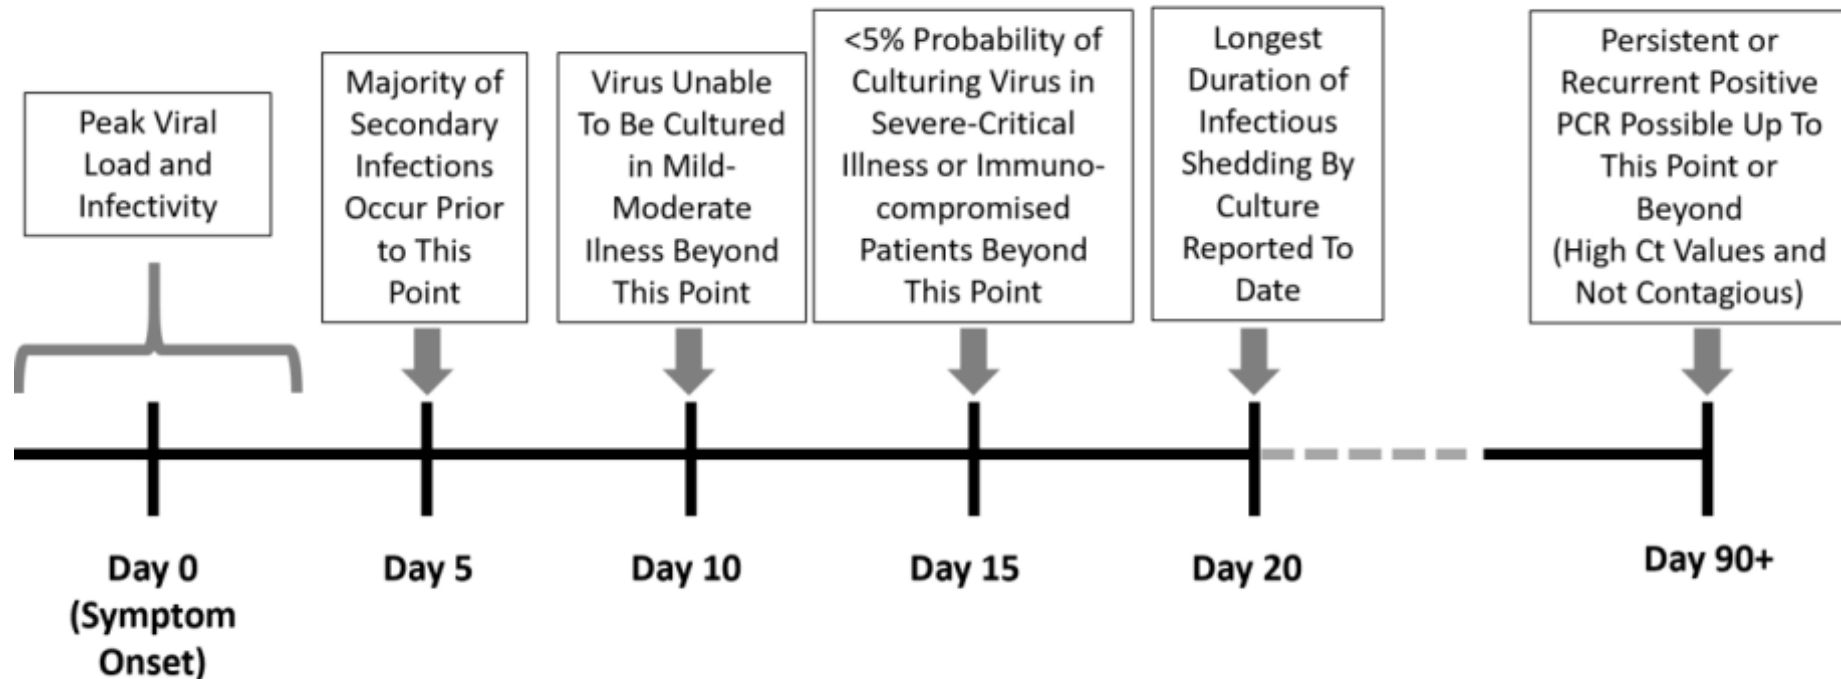 Peak Viral
Load and
Infectivity
Majority of
Secondary
Infections
Occur Prior
to This
Point
Virus Unable
To Be Cultured
in Mild-
Moderate
Ilness Beyond
This Point
<5% Probability of
Culturing Virus in
Severe-Critical
Illness or Immuno-
compromised
Patients Beyond
This Point
Longest
Duration of
Infectious
Shedding By
Culture
Reported To
Date
Persistent or
Recurrent Positive
PCR Possible Up To
This Point or
Beyond
(High Ct Values and
Not Contagious)
Day 0
(Symptom
Onset)
Day 5
Day 10
Day 15
Day 20
Day 90+